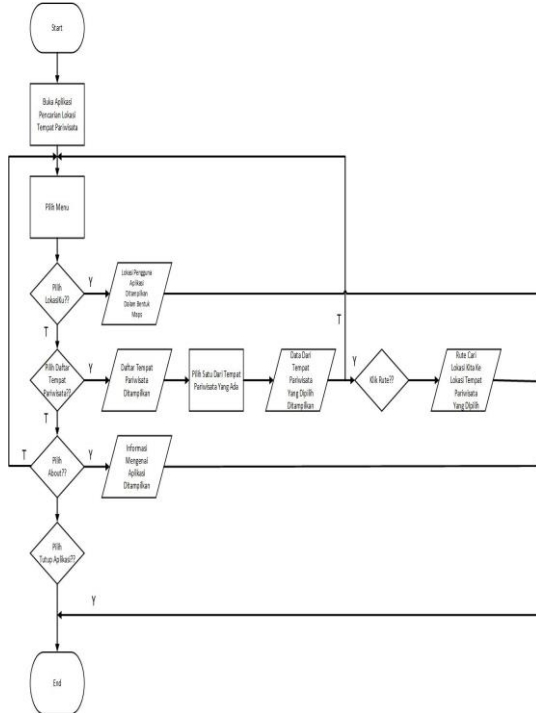 Start
Buka Aplikasi
Pencarian Lokasi
Tempat Pariwisata
Pilih Menu
Pilih
LokasiKu??
Y
Lokasi Pengguna
Aplikasi
Ditampilkan
Dalam Bentuk
Maps
T
T
Pilih Daftar
Tempat
Pariwisata??
Y
Daftar Tempat
Pariwisata
Ditampilkan
Pilih Satu Dari Tempat
Pariwisata Yang Ada
Data Dari
Tempat
Pariwisata
Yang Dipilih
Ditampilkan
Y
Klik Rute??
Rute Cari
Lokasi Kita Ke
Lokasi Tempat
Pariwisata
Yang Dipilih
T
T
Pilih
About??
Y
Informasi
Mengenai
Aplikasi
Ditampilkan
Pilih
Tutup Aplikasi??
Y
End